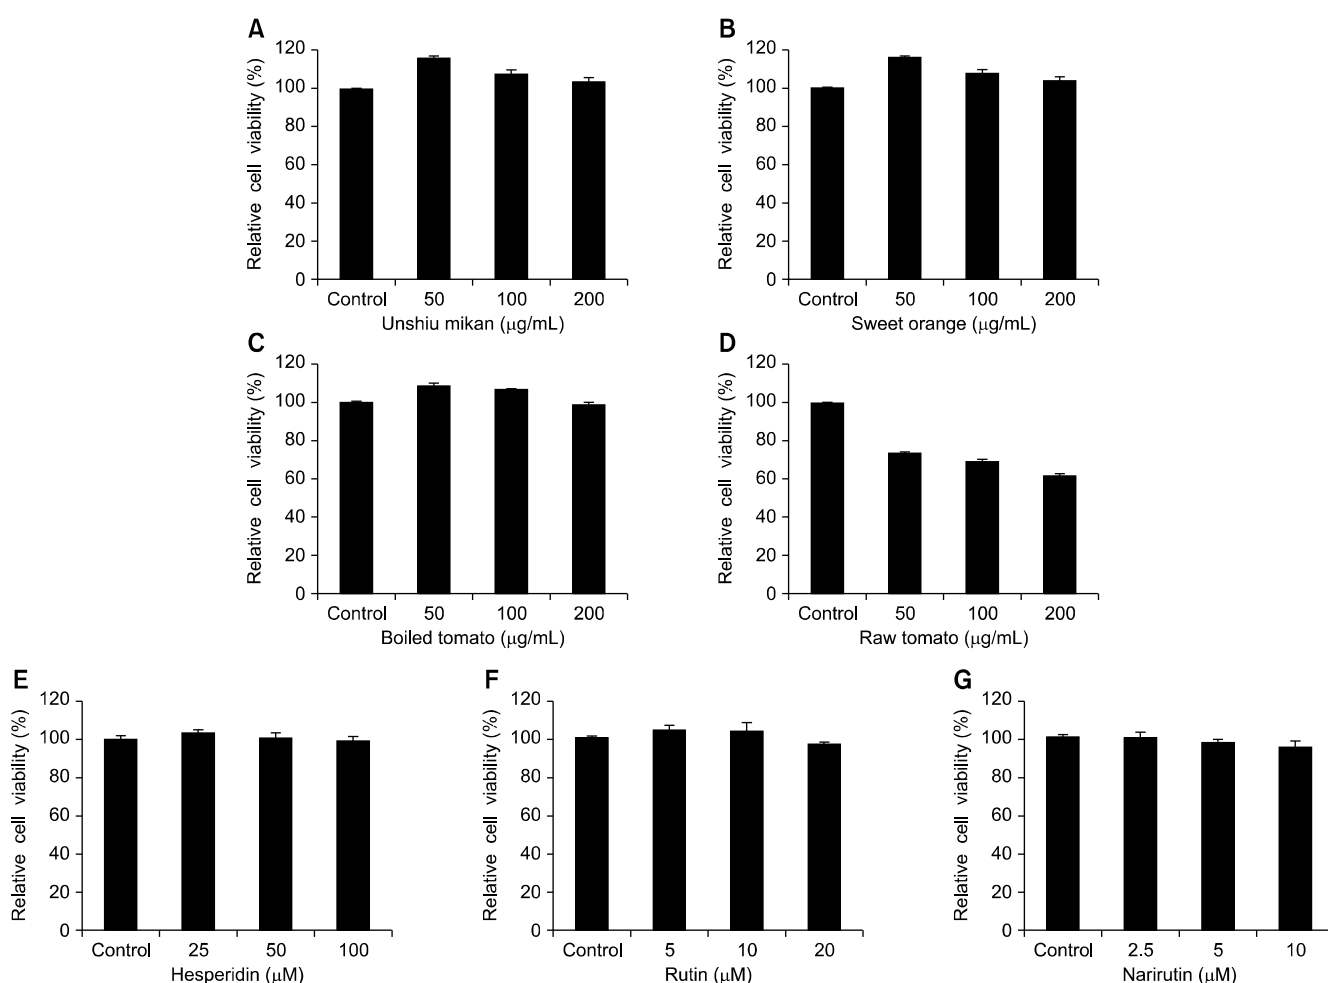 A
Relative cell viability (%)
120
100
80
60
40
20
0
Control 50 100 200
Unshiu mikan (μg/mL)
B
Relative cell viability (%)
120
100
80
60
40
20
0
Control 50 100 200
Sweet orange (μg/mL)
C
Relative cell viability (%)
120
100
80
60
40
20
0
Control 50 100 200
Boiled tomato (μg/mL)
D
Relative cell viability (%)
120
100
80
60
40
20
0
Control 50 100 200
Raw tomato (μg/mL)
E
Relative cell viability (%)
120
100
80
60
40
20
0
Control 25 50 100
Hesperidin (μM)
F
Relative cell viability (%)
120
100
80
60
40
20
0
Control 5 10 20
Rutin (μM)
G
Relative cell viability (%)
120
100
80
60
40
20
0
Control 2.5 5 10
Narirutin (μM)